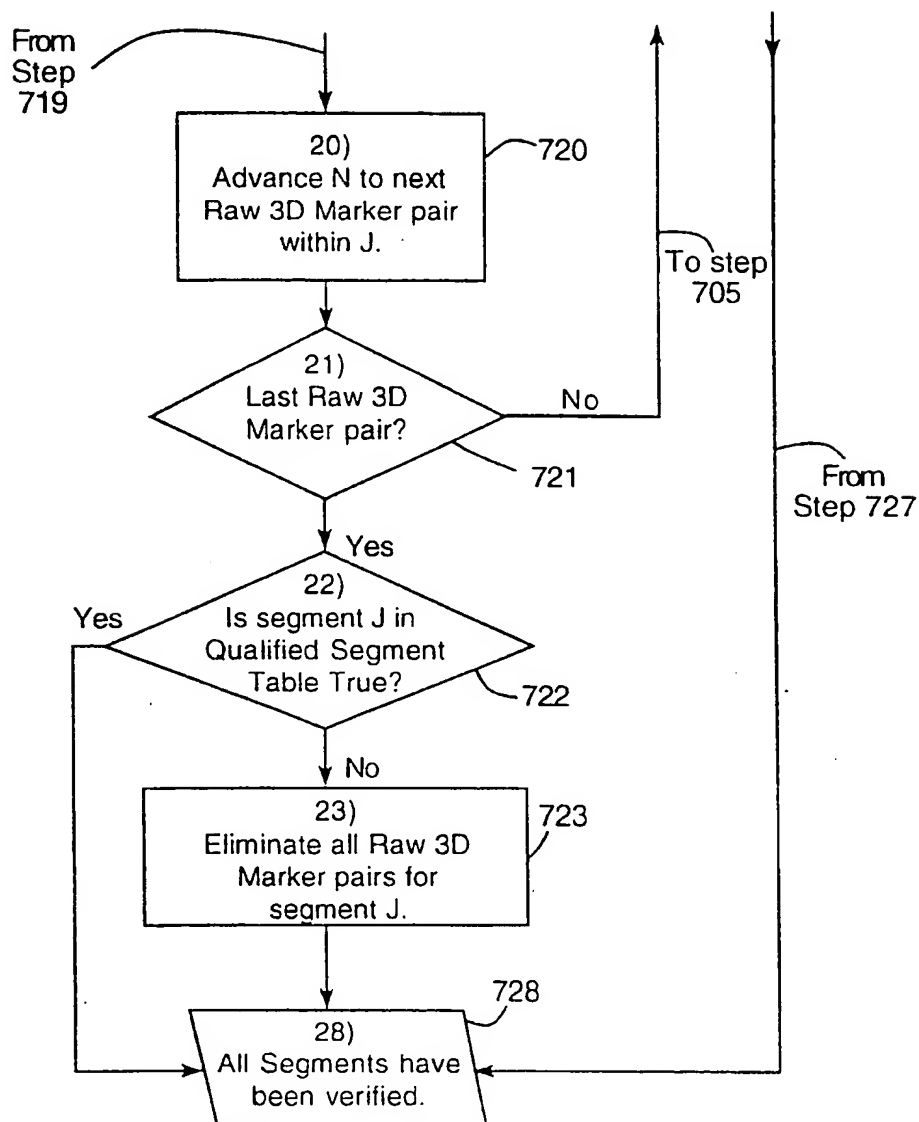 From
Step
719
20)
Advance N to next
Raw 3D Marker pair
within J.
720
To step
705
21)
Last Raw 3D
Marker pair?
No
721
From
Step 727
Yes
22)
Is segment J in
Qualified Segment
Table True?
Yes
722
No
23)
Eliminate all Raw 3D
Marker pairs for
segment J.
723
728
28)
All Segments have
been verified.